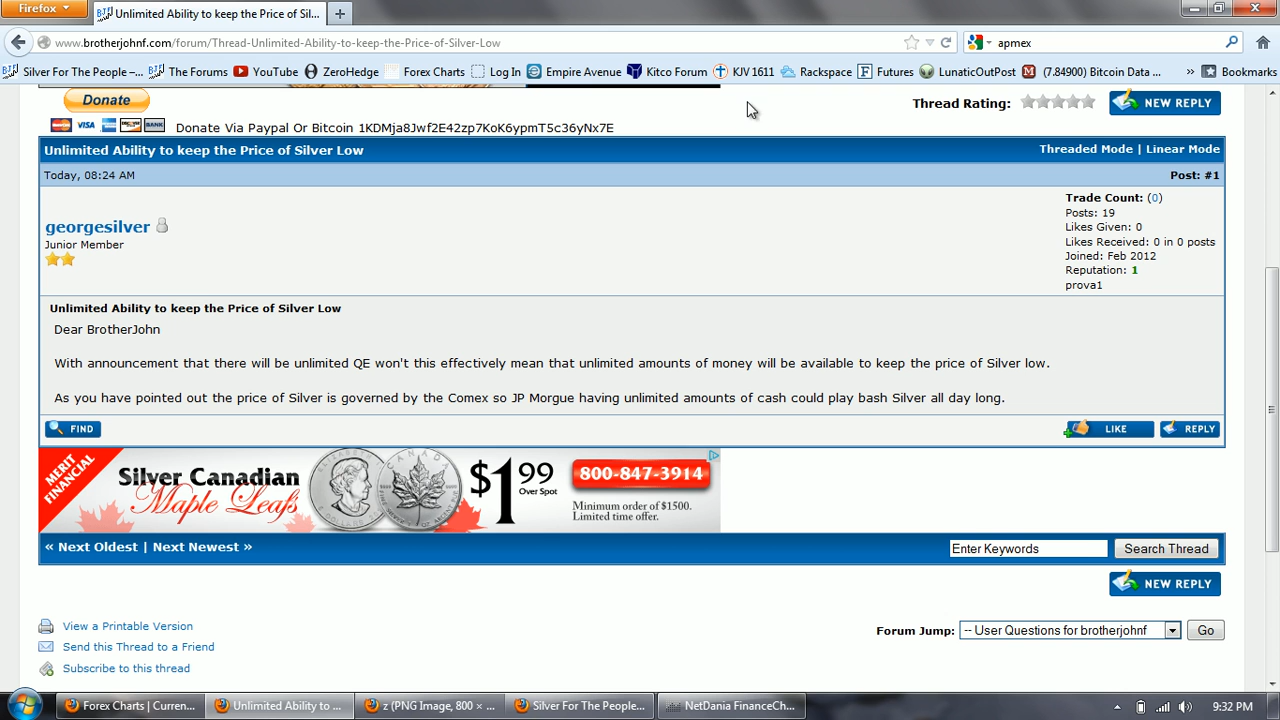 Firefox
Unlimited Ability to keep the Price of Sil...
www.brotherjohnf.com/forum/Thread-Unlimited-Ability-to-keep-the-Price-of-Silver-Low
apmex
Silver For The People –...
The Forums
YouTube
ZeroHedge
Forex Charts
Log In
Empire Avenue
Kitco Forum
KJV 1611
Rackspace
Futures
LunaticOutPost
(7.84900) Bitcoin Data ...
»
Bookmarks
Donate
Thread Rating:
NEW REPLY
VISA
BANK
Donate Via Paypal Or Bitcoin 1KDMja8Jwf2E42zp7KoK6ypmT5c36yNx7E
Unlimited Ability to keep the Price of Silver Low
Threaded Mode | Linear Mode
Today, 08:24 AM
Post: #1
georgesilver
Junior Member
Trade Count: (0)
Posts: 19
Likes Given: 0
Likes Received: 0 in 0 posts
Joined: Feb 2012
Reputation: 1
prova1
Unlimited Ability to keep the Price of Silver Low
Dear BrotherJohn
With announcement that there will be unlimited QE won't this effectively mean that unlimited amounts of money will be available to keep the price of Silver low.
As you have pointed out the price of Silver is governed by the Comex so JP Morgue having unlimited amounts of cash could play bash Silver all day long.
FIND
LIKE
REPLY
MERIT FINANCIAL
Silver Canadian
Maple Leafs
$1.99
Over Spot
800-847-3914
Minimum order of $1500.
Limited time offer.
« Next Oldest | Next Newest »
Enter Keywords
Search Thread
NEW REPLY
View a Printable Version
Send this Thread to a Friend
Subscribe to this thread
Forum Jump:
-- User Questions for brotherjohnf
Go
Forex Charts | Curren...
Unlimited Ability to ...
z (PNG Image, 800 × ...
Silver For The People...
NetDania FinanceCh...
9:32 PM